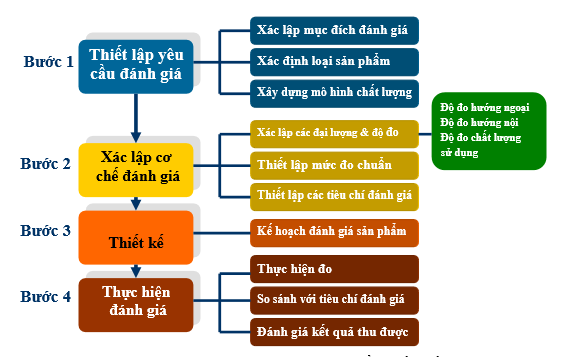 Bước 1
Thiết lập yêu
cầu đánh giá
Xác lập mục đích đánh giá
Xác định loại sản phẩm
Xây dựng mô hình chất lượng
Bước 2
Xác lập cơ
chế đánh giá
Xác lập các đại lượng & độ đo
Thiết lập mức đo chuẩn
Thiết lập các tiêu chí đánh giá
Độ đo hướng ngoại
Độ đo hướng nội
Độ đo chất lượng
sử dụng
Bước 3
Thiết kế
Kế hoạch đánh giá sản phẩm
Bước 4
Thực hiện
đánh giá
Thực hiện đo
So sánh với tiêu chí đánh giá
Đánh giá kết quả thu được